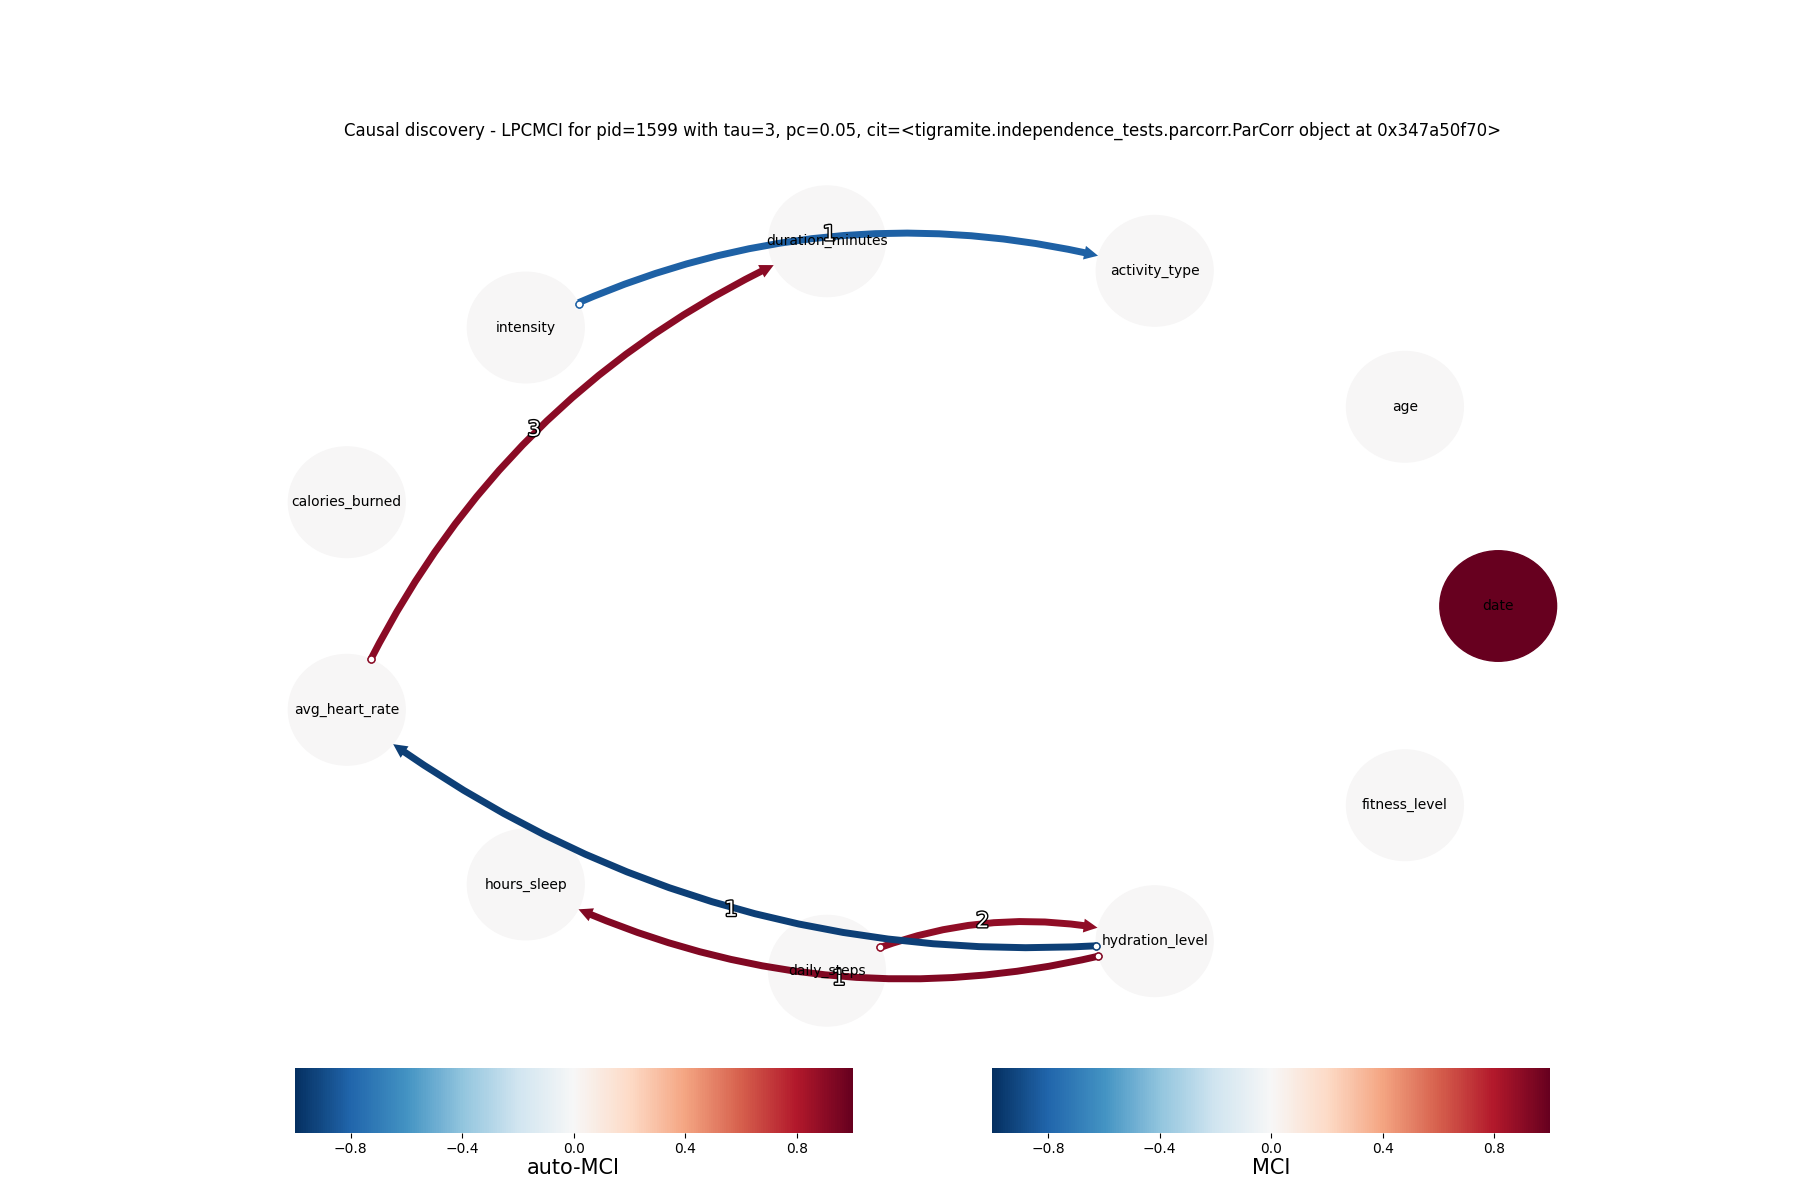 Causal discovery - LPCMCI for pid=1599 with tau=3, pc=0.05, cit=<tigramite.independence_tests.parcorr.ParCorr object at 0x347a50f70>
1
duration_minutes
activity_type
intensity
age
3
calories_burned
date
avg_heart_rate
fitness_level
hours_sleep
1
2
hydration_level
daily_steps
1
−0.8 −0.4 0.0 0.4 0.8
auto-MCI
−0.8 −0.4 0.0 0.4 0.8
MCI